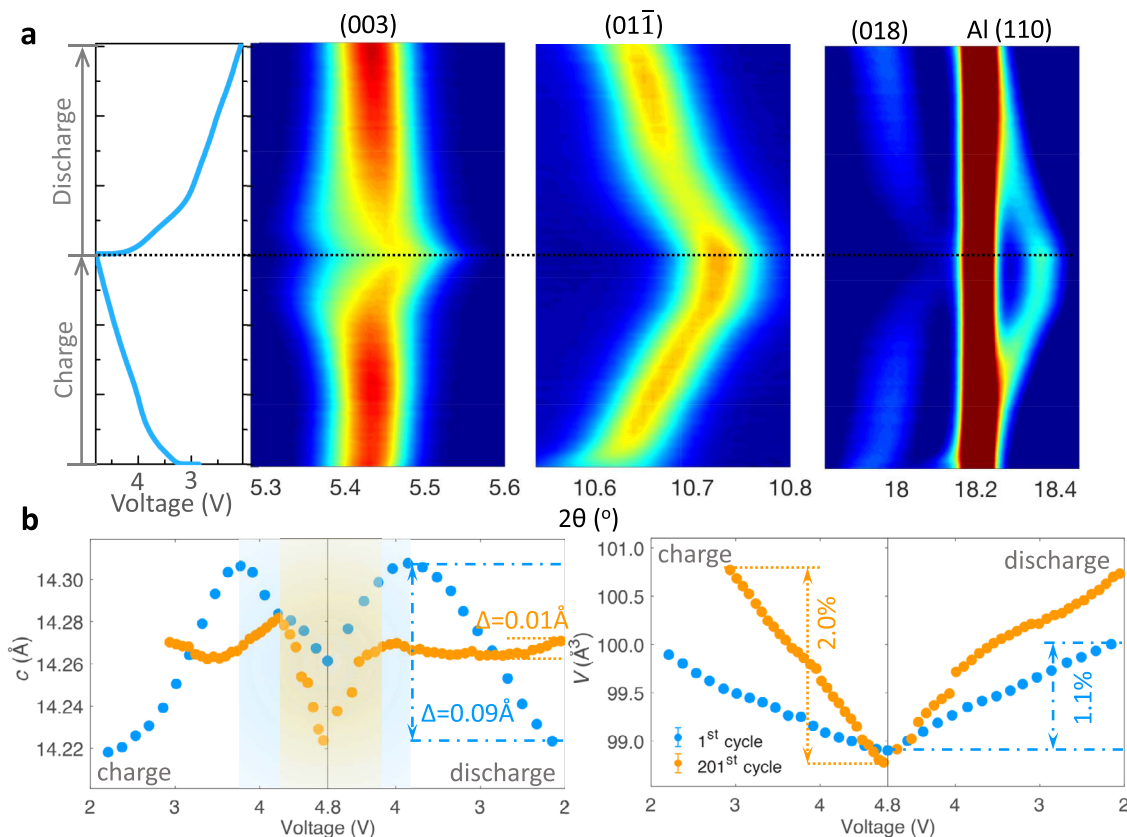 a
(003)
(011̅)
(018)
Al (110)
Discharge
Charge
4
3
Voltage (V)
5.3
5.4
5.5
5.6
10.6
10.7
10.8
18
18.2
18.4
2θ (°)
b
14.30
14.28
14.26
14.24
14.22
c (Å)
Δ=0.01Å
Δ=0.09Å
charge
discharge
2
3
4
4.8
4
3
2
Voltage (V)
101.0
100.5
100.0
99.5
99.0
V (Å³)
charge
discharge
2.0%
1.1%
1st cycle
201st cycle
2
3
4
4.8
4
3
2
Voltage (V)